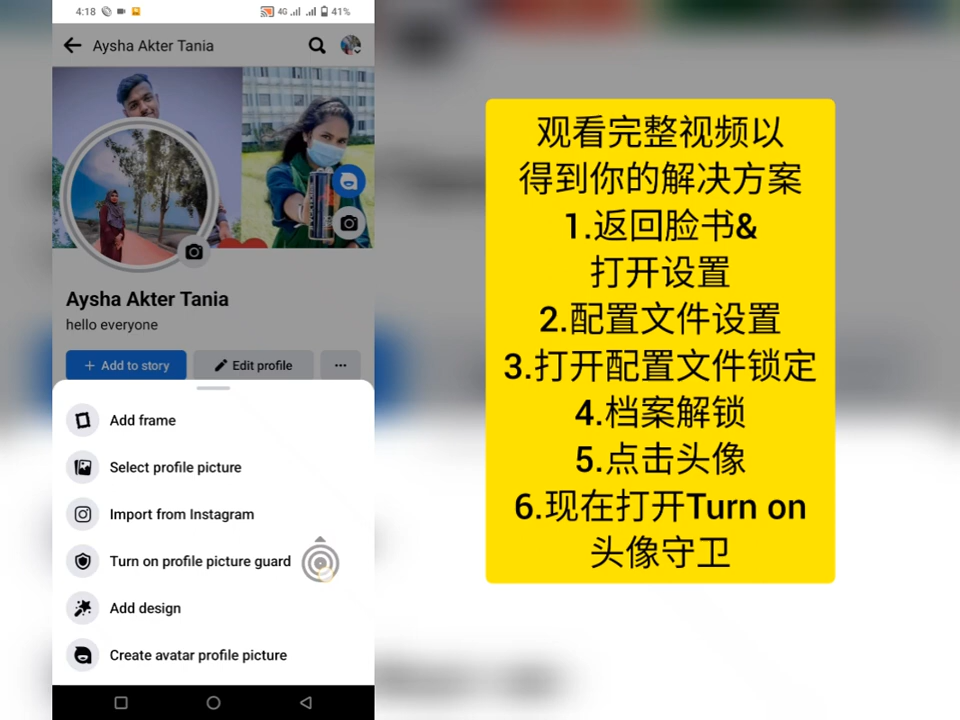 4:18
4G
41%
Aysha Akter Tania
Aysha Akter Tania
hello everyone
+ Add to story
Edit profile
...
Add frame
Select profile picture
Import from Instagram
Turn on profile picture guard
Add design
Create avatar profile picture
观看完整视频以
得到你的解决方案
1.返回脸书&
打开设置
2.配置文件设置
3.打开配置文件锁定
4.档案解锁
5.点击头像
6.现在打开Turn on
头像守卫